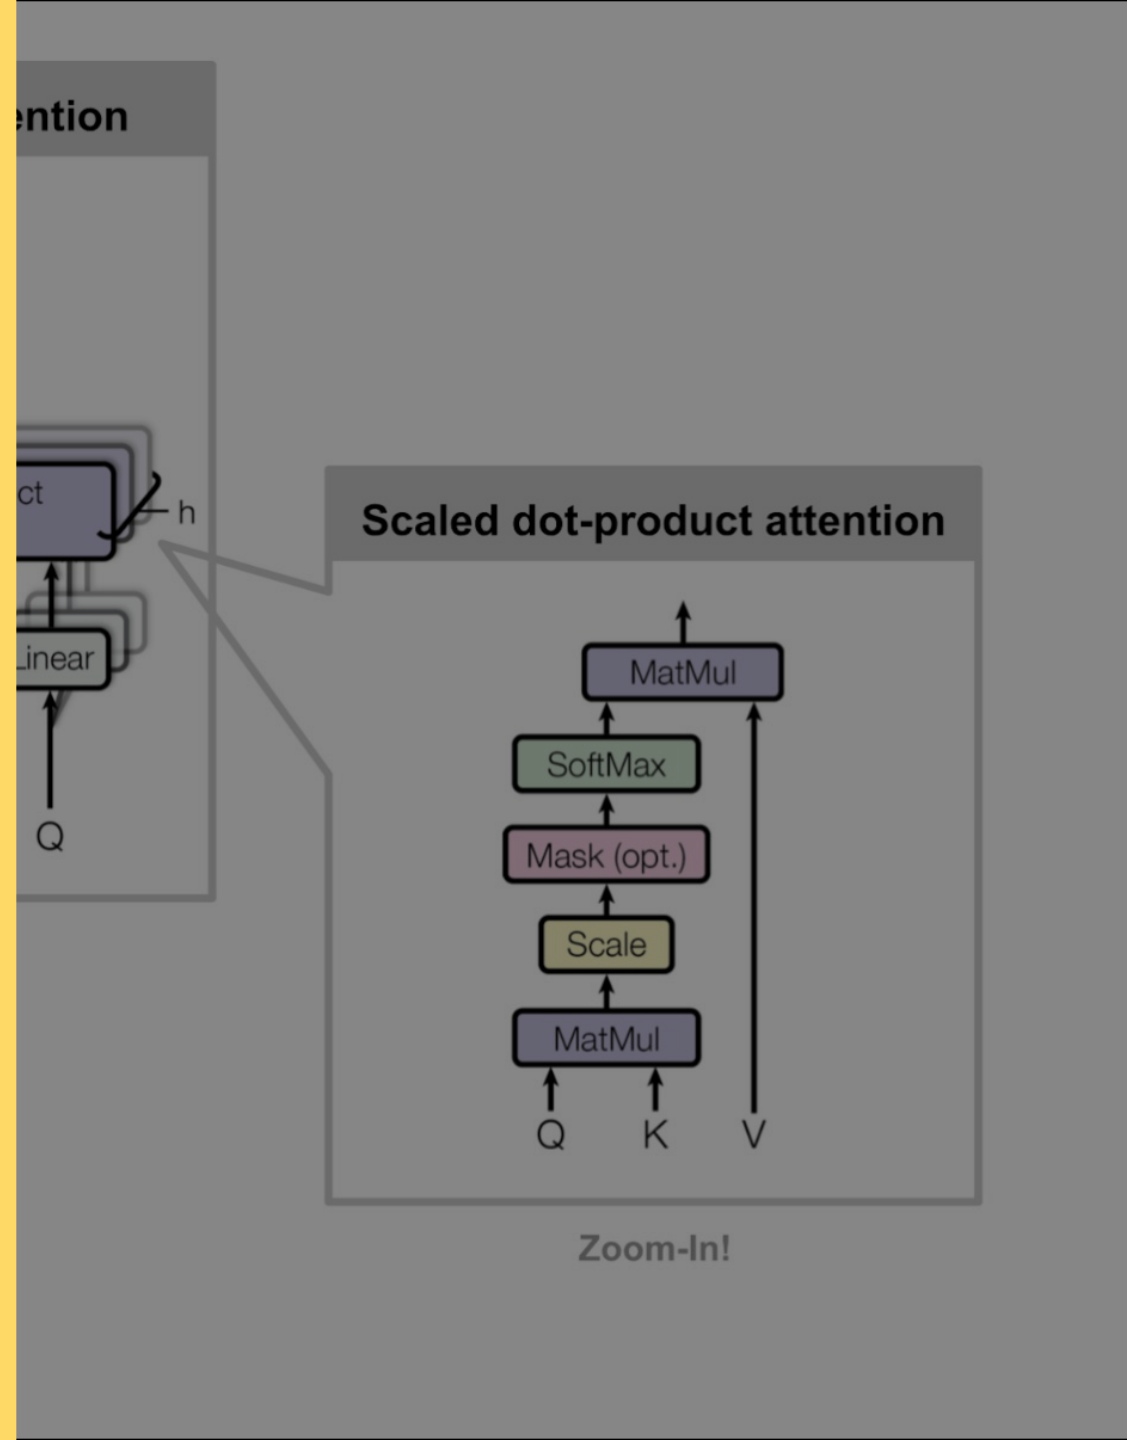 ention
ct
h
Linear
Q
Scaled dot-product attention
MatMul
SoftMax
Mask (opt.)
Scale
MatMul
Q K V
Zoom-In!